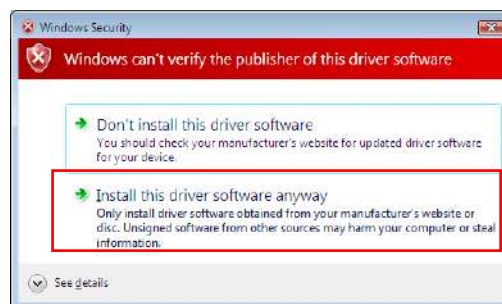 Windows Security
Windows can't verify the publisher of this driver software
Don't install this driver software
You should check your manufacturer's website for updated driver software
for your device.
Install this driver software anyway
Only install driver software obtained from your manufacturer's website or
disc. Unsigned software from other sources may harm your computer or steal
information.
See details